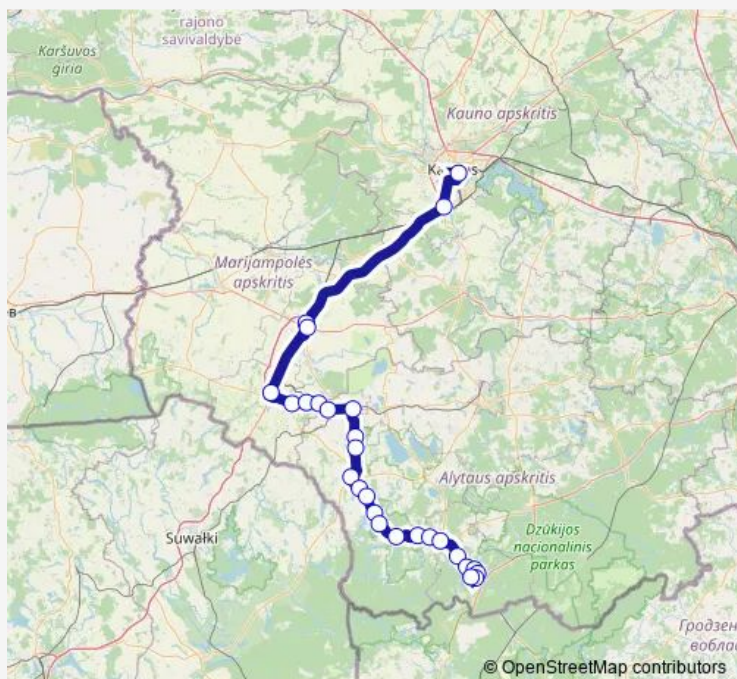 rajono
savivaldybė
Karšuvos
giria
Kauno apskritis
Marijampolės
apskritis
в
Alytaus apskritis
Suwałki
Dzūkijos
nacionalinis
parkas
Гродзен
вобла
© OpenStreetMap contributors